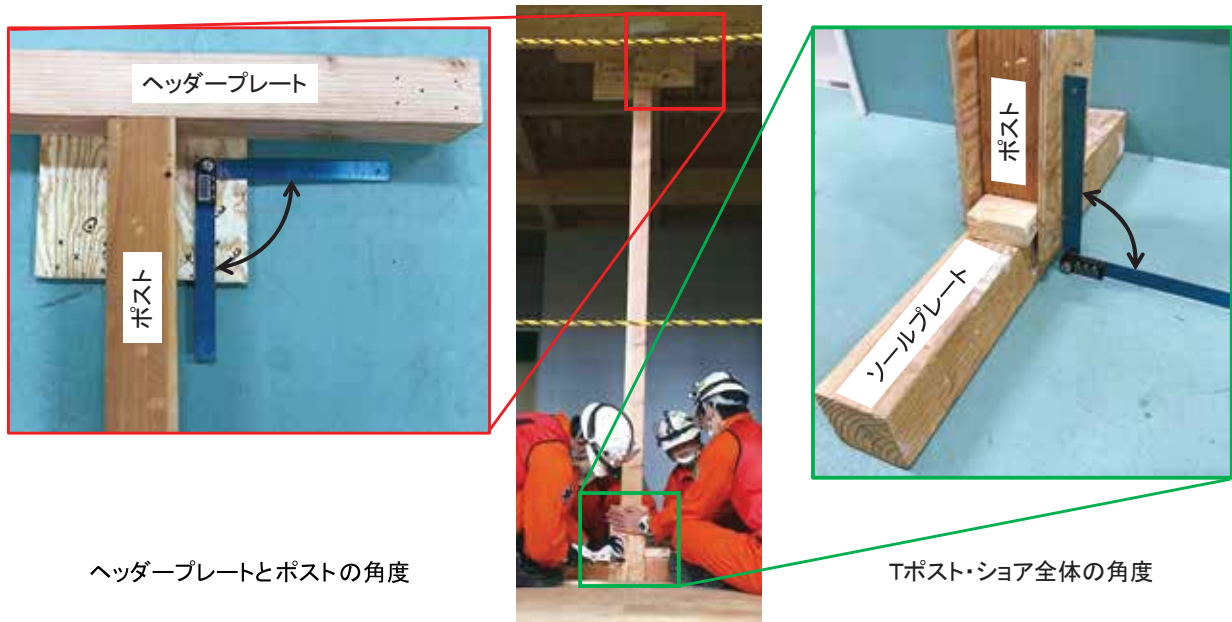 ヘッダープレート
ポスト
ポスト
ソールプレート
ヘッダープレートとポストの角度
Tポスト・ショア全体の角度